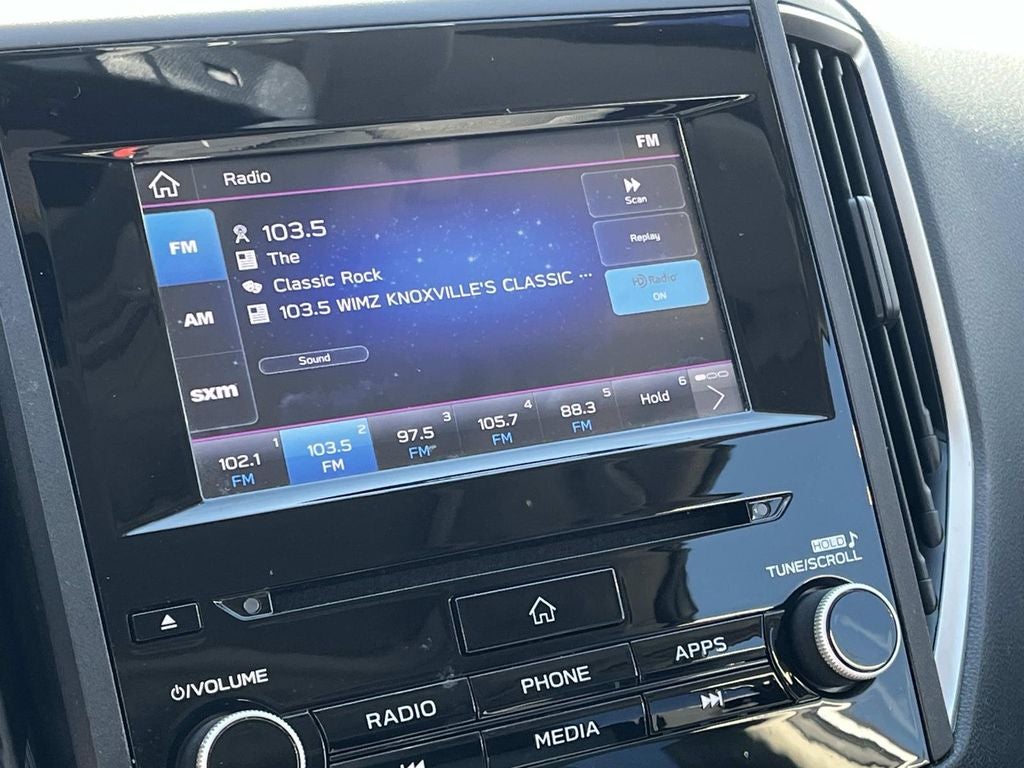 Radio
FM
FM
103.5
The
Classic Rock
103.5 WIMZ KNOXVILLE'S CLASSIC ...
Scan
Replay
HD Radio
ON
AM
sxm
Sound
1
102.1
FM
2
103.5
FM
3
97.5
FM
4
105.7
FM
5
88.3
FM
6
Hold
HOLD
TUNE/SCROLL
VOLUME
RADIO
PHONE
APPS
MEDIA